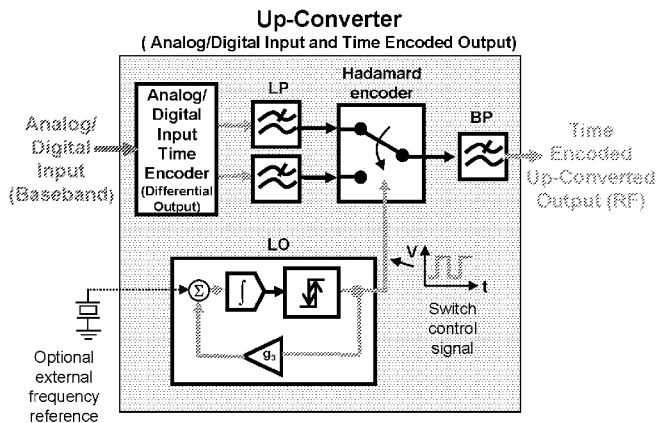 Up-Converter
( Analog/Digital Input and Time Encoded Output)
Analog/
Digital
Input
(Baseband)
Analog/
Digital
Input
Time
Encoder
(Differential
Output)
LP
Hadamard
encoder
BP
Time
Encoded
Up-Converted
Output (RF)
LO
Σ
∫
g₃
V
t
Switch
control
signal
Optional
external
frequency
reference